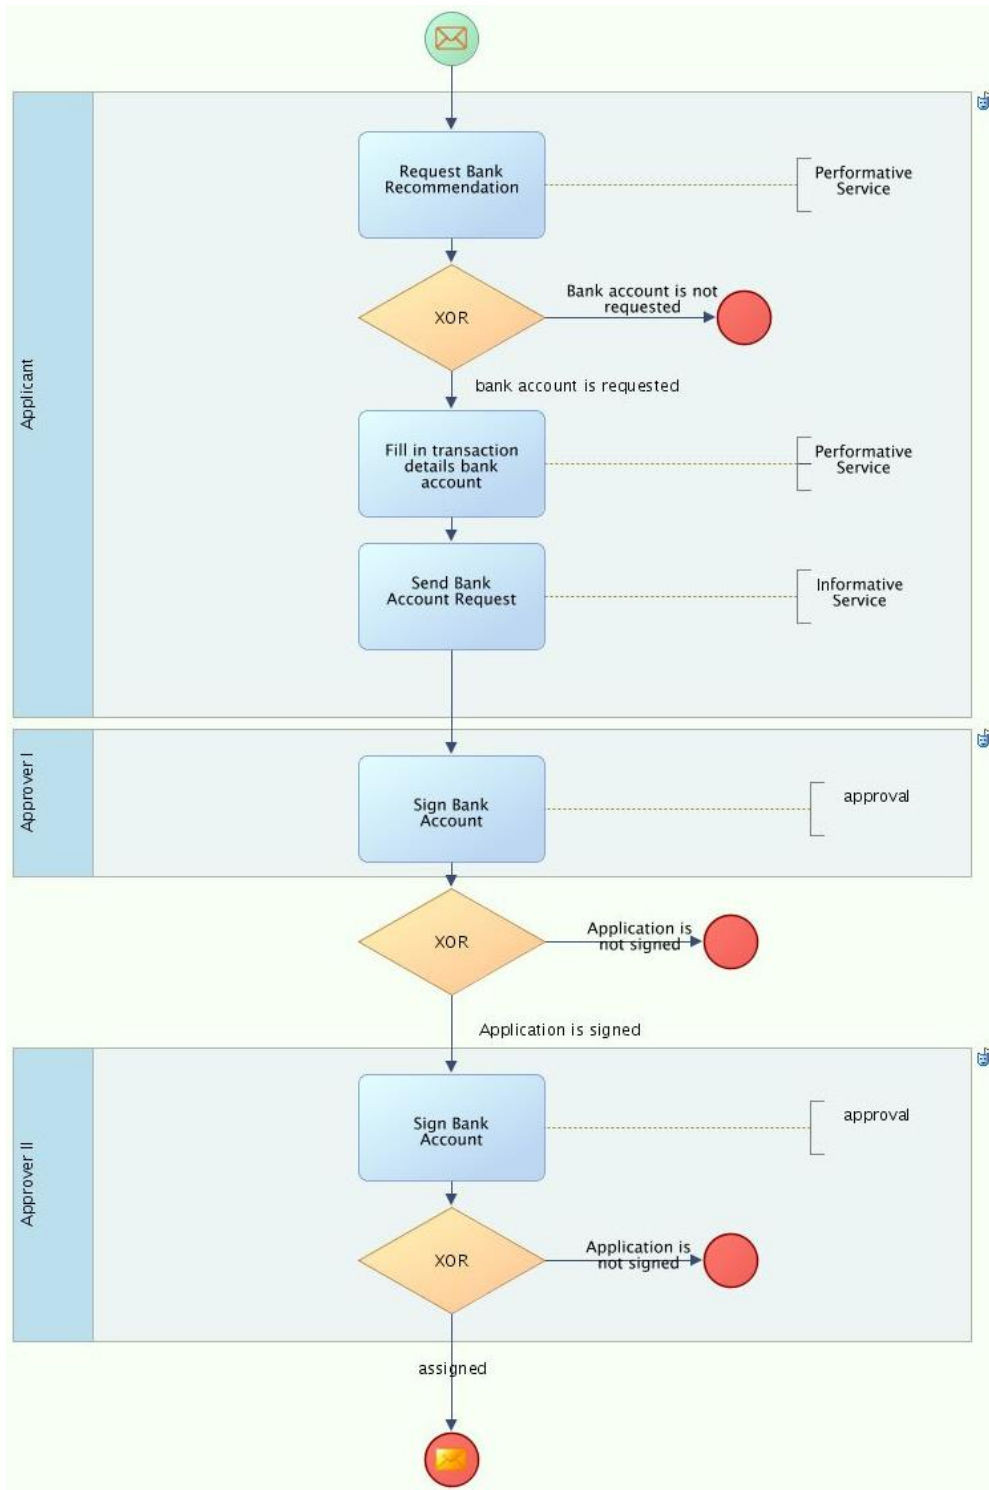 Applicant
Request Bank
Recommendation
Performative
Service
XOR
Bank account is not
requested
bank account is requested
Fill in transaction
details bank
account
Performative
Service
Send Bank
Account Request
Informative
Service
Approver I
Sign Bank
Account
approval
XOR
Application is
not signed
Application is signed
Approver II
Sign Bank
Account
approval
XOR
Application is
not signed
assigned